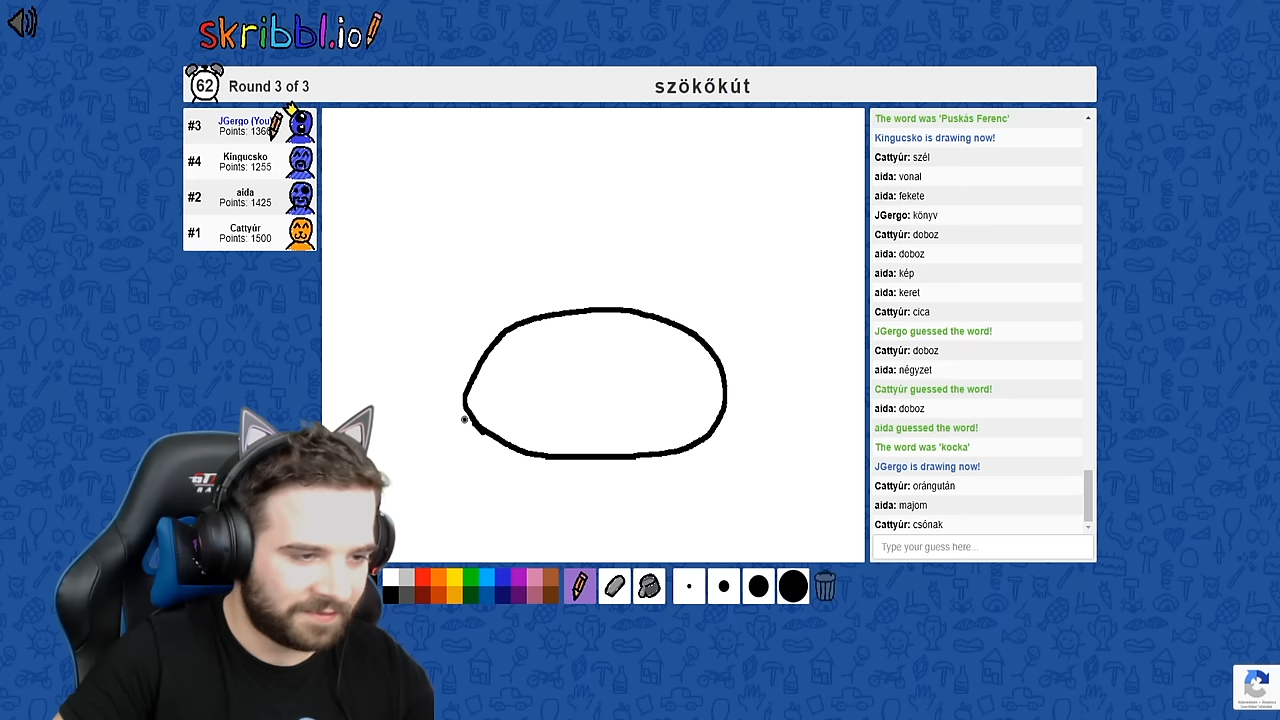 skribbl.io
62
Round 3 of 3
szökőkút
#3
JGergo (You
Points: 1366
#4
Kingucsko
Points: 1255
#2
aida
Points: 1425
#1
Cattyúr
Points: 1500
The word was 'Puskás Ferenc'
Kingucsko is drawing now!
Cattyúr: szél
aida: vonal
aida: fekete
JGergo: könyv
Cattyúr: doboz
aida: doboz
aida: kép
aida: keret
Cattyúr: cica
JGergo guessed the word!
Cattyúr: doboz
aida: négyzet
Cattyúr guessed the word!
aida: doboz
aida guessed the word!
The word was 'kocka'
JGergo is drawing now!
Cattyúr: orángután
aida: majom
Cattyúr: csónak
Type your guess here...